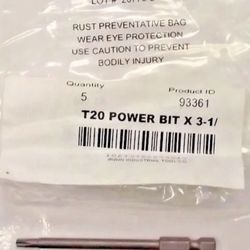 RUST PREVENTATIVE BAG
WEAR EYE PROTECTION
USE CAUTION TO PREVENT
BODILY INJURY
Quantity Product ID
5 93361
T20 POWER BIT X 3-1/